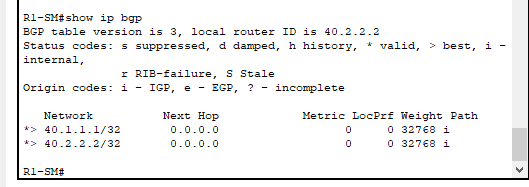 R1-SM#show ip bgp
BGP table version is 3, local router ID is 40.2.2.2
Status codes: s suppressed, d damped, h history, * valid, > best, i -
internal,
              r RIB-failure, S Stale
Origin codes: i - IGP, e - EGP, ? - incomplete
   Network          Next Hop            Metric LocPrf Weight Path
*> 40.1.1.1/32      0.0.0.0                  0      0 32768 i
*> 40.2.2.2/32      0.0.0.0                  0      0 32768 i
R1-SM#